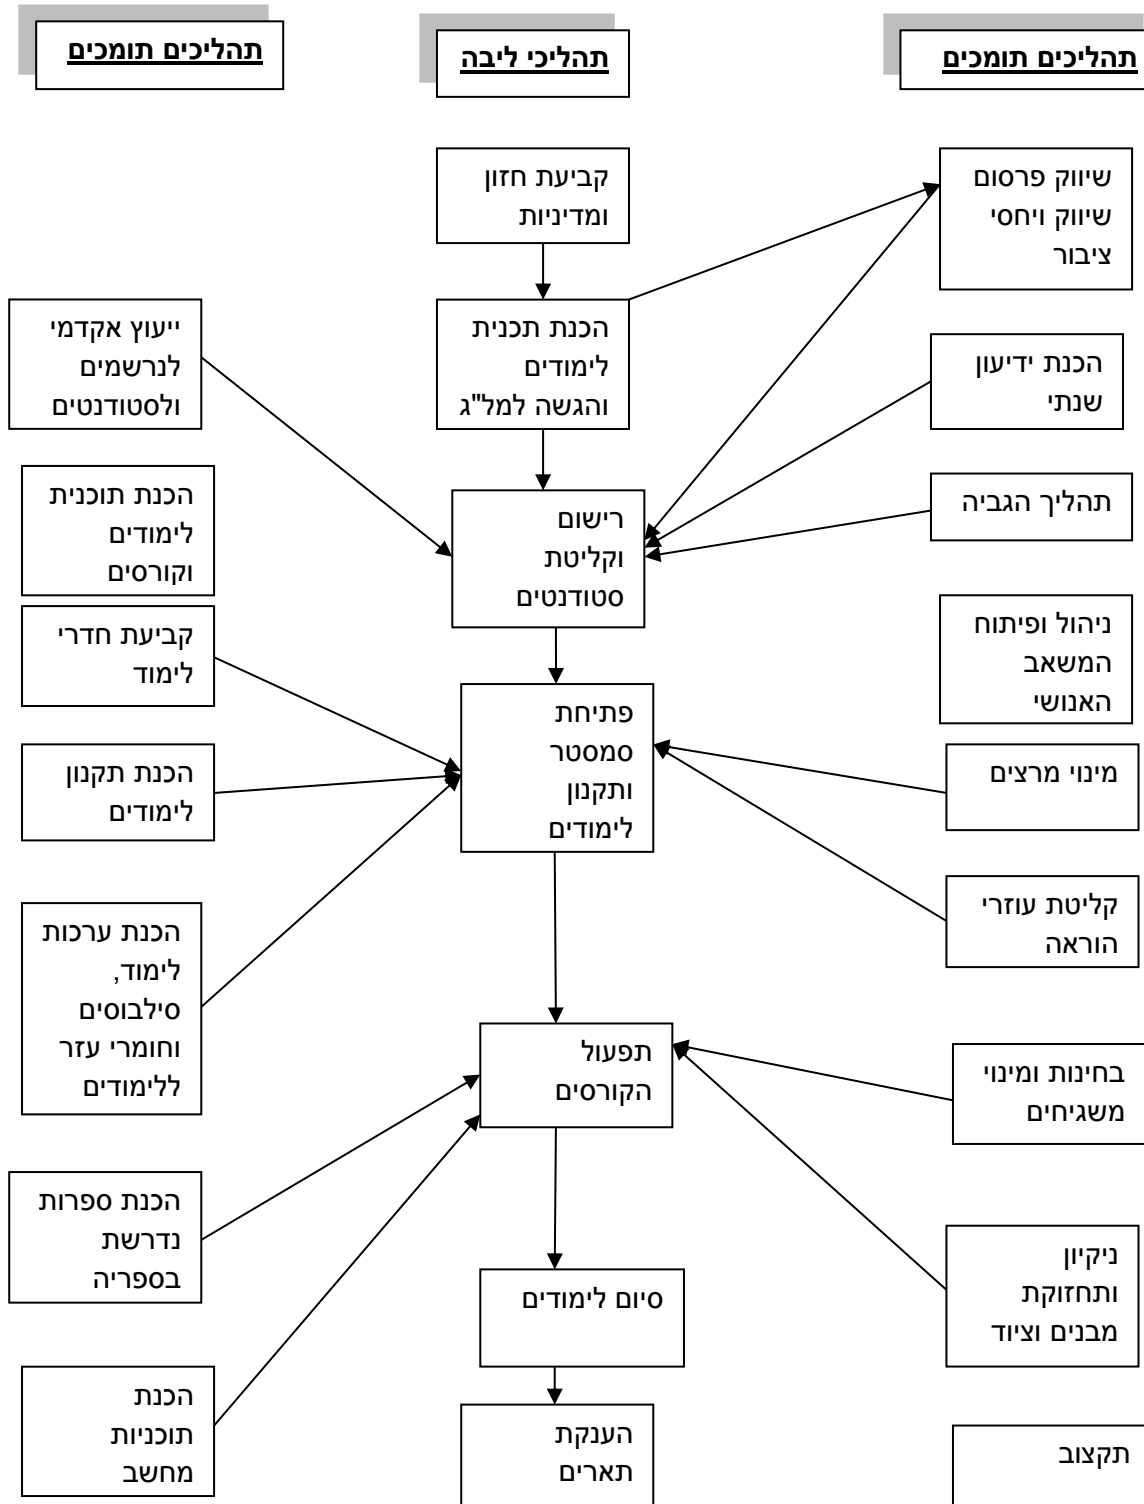 תהליכים תומכים
תהליכי ליבה
תהליכים תומכים
שיווק פרסום
שיווק ויחסי
ציבור
הכנת ידיעון
שנתי
תהליך הגביה
ניהול ופיתוח
המשאב
האנושי
מינוי מרצים
קליטת עוזרי
הוראה
בחינות ומינוי
משגיחים
ניקיון
ותחזוקת
מבנים וציוד
תקצוב
קביעת חזון
ומדיניות
הכנת תכנית
לימודים
והגשה למל"ג
רישום
וקליטת
סטודנטים
פתיחת
סמסטר
ותקנון
לימודים
תפעול
הקורסים
סיום לימודים
הענקת
תארים
ייעוץ אקדמי
לנרשמים
ולסטודנטים
הכנת תוכנית
לימודים
וקורסים
קביעת חדרי
לימוד
הכנת תקנון
לימודים
הכנת ערכות
לימוד,
סילבוסים
וחומרי עזר
ללימודים
הכנת ספרות
נדרשת
בספריה
הכנת
תוכניות
מחשב